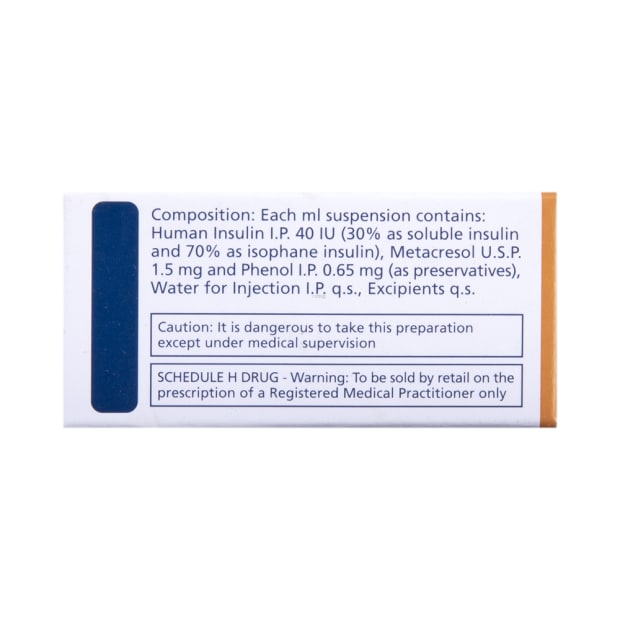 Composition: Each ml suspension contains:
Human Insulin I.P. 40 IU (30% as soluble insulin
and 70% as isophane insulin), Metacresol U.S.P.
1.5 mg and Phenol I.P. 0.65 mg (as preservatives),
Water for Injection I.P. q.s., Excipients q.s.
Caution: It is dangerous to take this preparation
except under medical supervision
SCHEDULE H DRUG - Warning: To be sold by retail on the
prescription of a Registered Medical Practitioner only